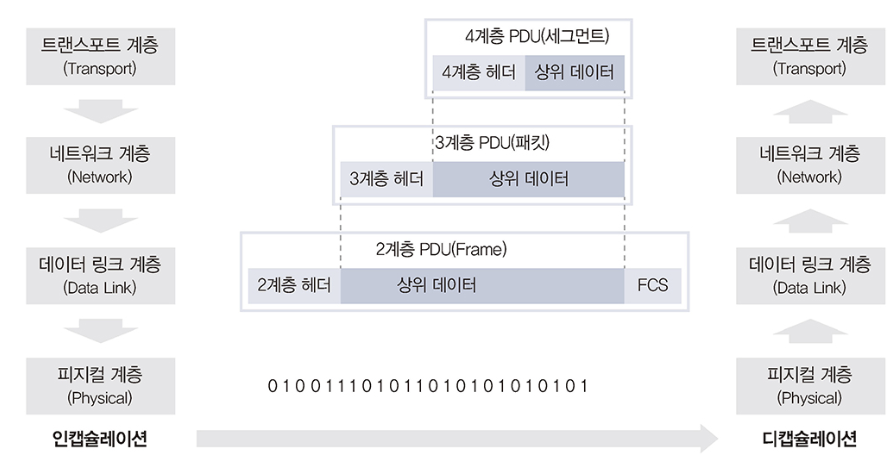 트랜스포트 계층
(Transport)
네트워크 계층
(Network)
데이터 링크 계층
(Data Link)
피지컬 계층
(Physical)
인캡슐레이션
4계층 PDU(세그먼트)
4계층 헤더 상위 데이터
3계층 PDU(패킷)
3계층 헤더 상위 데이터
2계층 PDU(Frame)
2계층 헤더 상위 데이터 FCS
0 1 0 0 1 1 1 0 1 0 1 1 0 1 0 1 0 1 0 1 0 1 0 1
트랜스포트 계층
(Transport)
네트워크 계층
(Network)
데이터 링크 계층
(Data Link)
피지컬 계층
(Physical)
디캡슐레이션